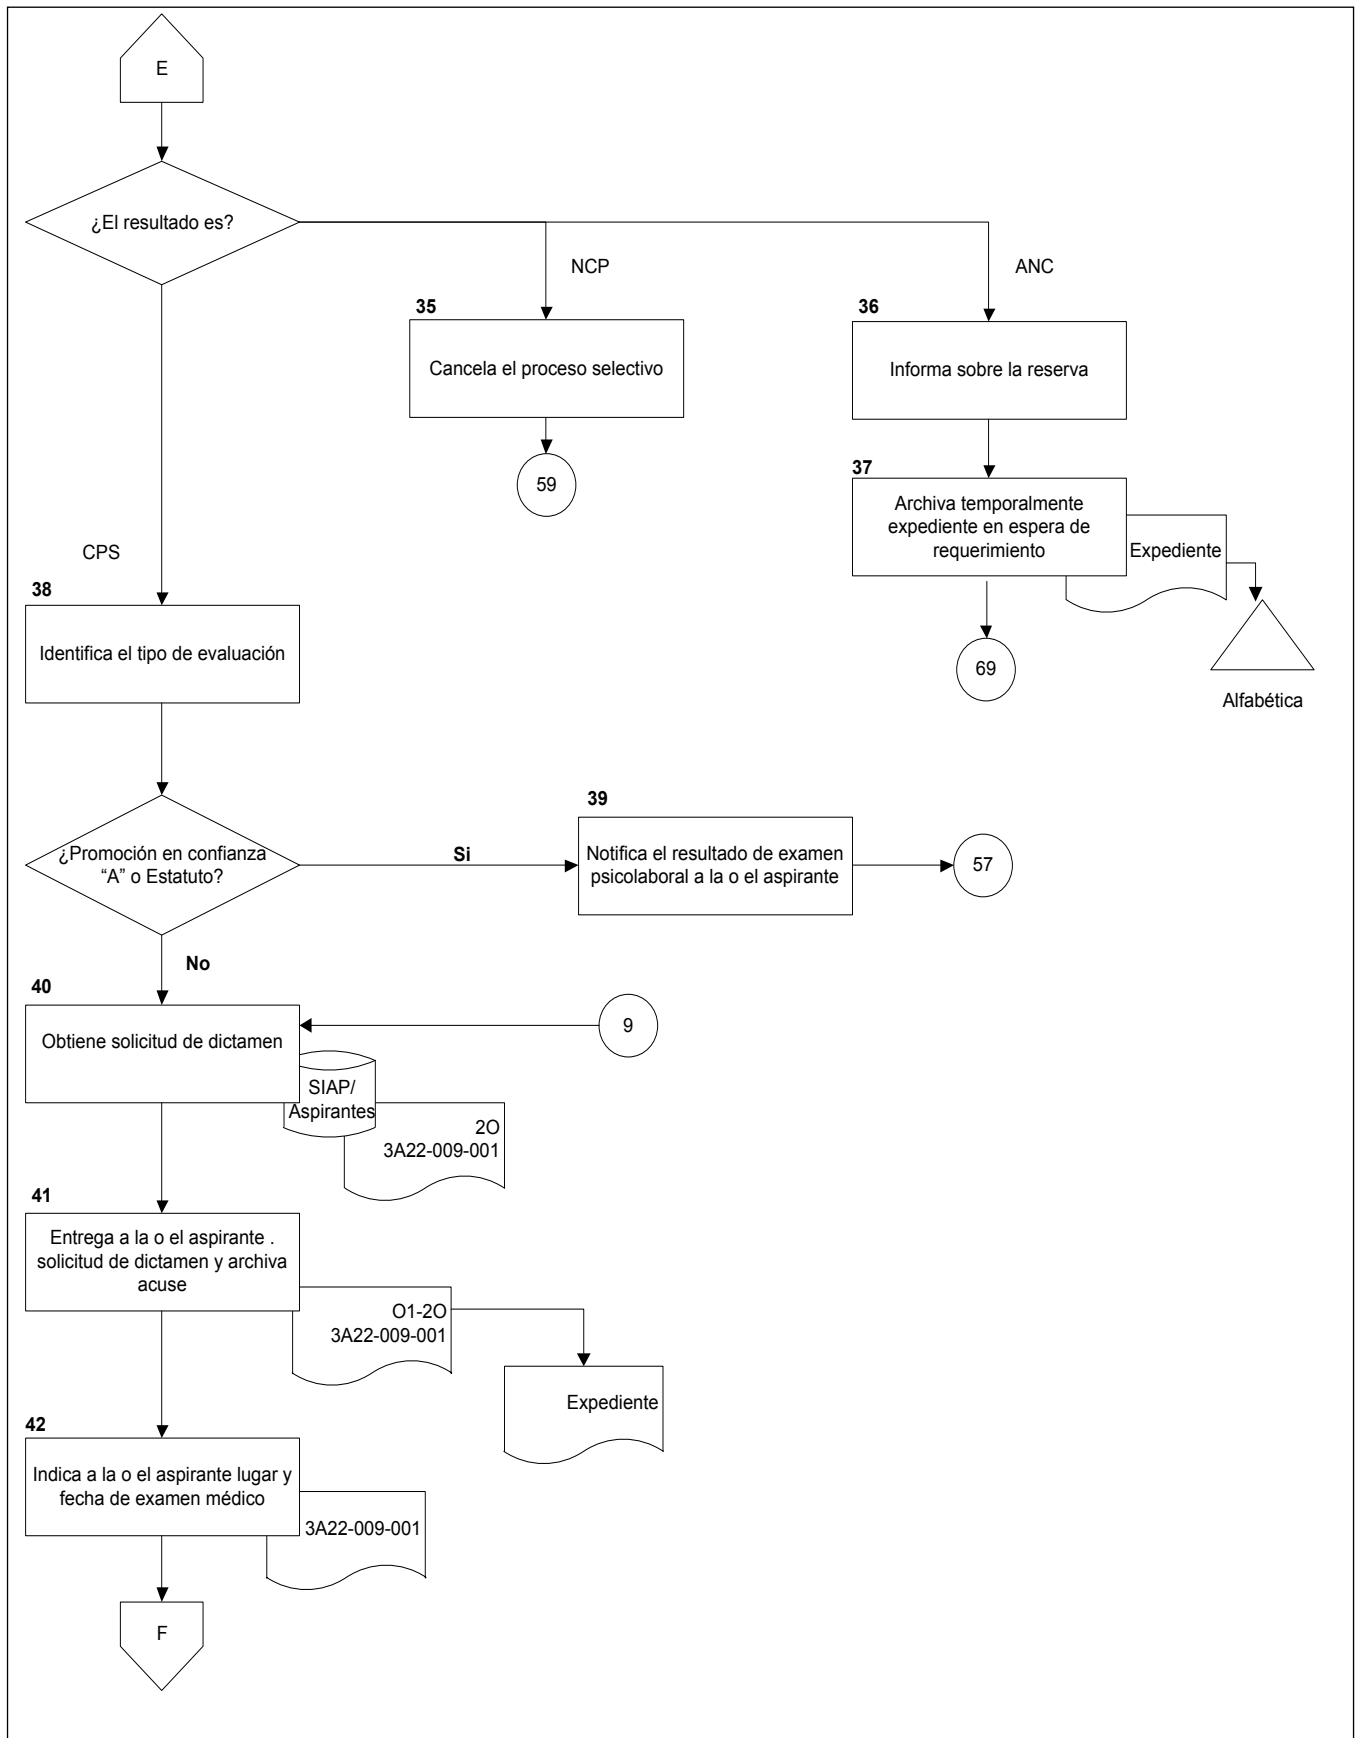 E
¿El resultado es?
NCP
ANC
35
Cancela el proceso selectivo
59
36
Informa sobre la reserva
37
Archiva temporalmente
expediente en espera de
requerimiento
Expediente
69
Alfabética
CPS
38
Identifica el tipo de evaluación
¿Promoción en confianza
“A” o Estatuto?
Si
39
Notifica el resultado de examen
psicolaboral a la o el aspirante
57
No
40
Obtiene solicitud de dictamen
9
SIAP/
Aspirantes
2O
3A22-009-001
41
Entrega a la o el aspirante .
solicitud de dictamen y archiva
acuse
O1-2O
3A22-009-001
Expediente
42
Indica a la o el aspirante lugar y
fecha de examen médico
3A22-009-001
F